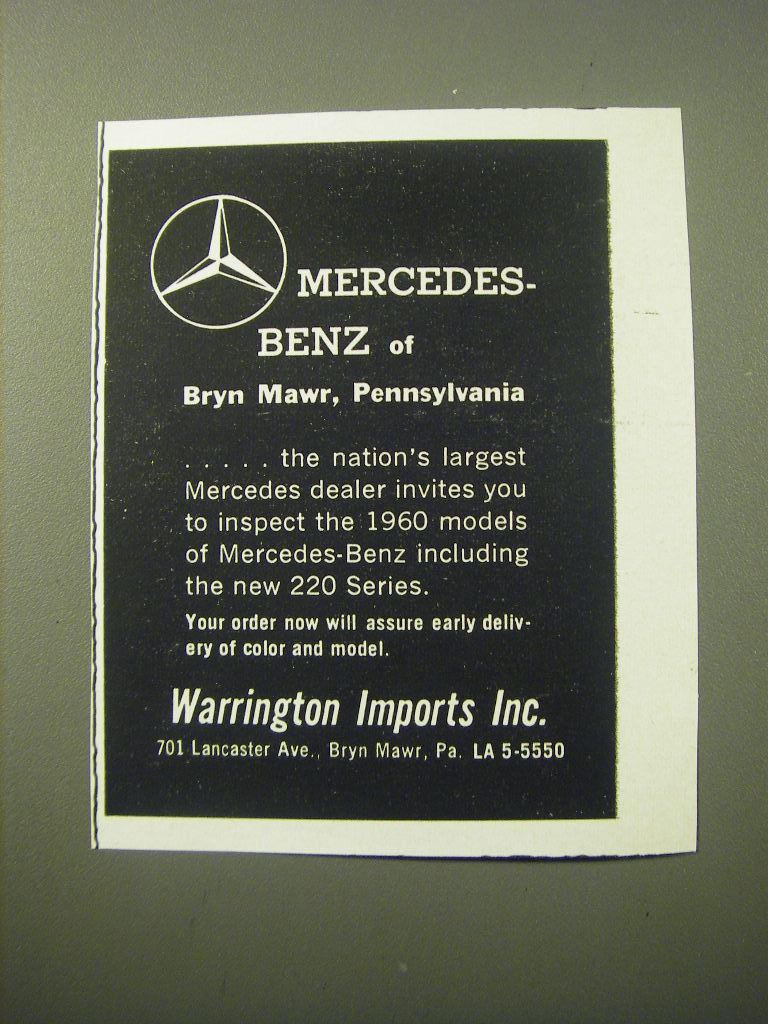 MERCEDES-
BENZ of
Bryn Mawr, Pennsylvania
. . . . . the nation's largest
Mercedes dealer invites you
to inspect the 1960 models
of Mercedes-Benz including
the new 220 Series.
Your order now will assure early deliv-
ery of color and model.
Warrington Imports Inc.
701 Lancaster Ave., Bryn Mawr, Pa. LA 5-5550